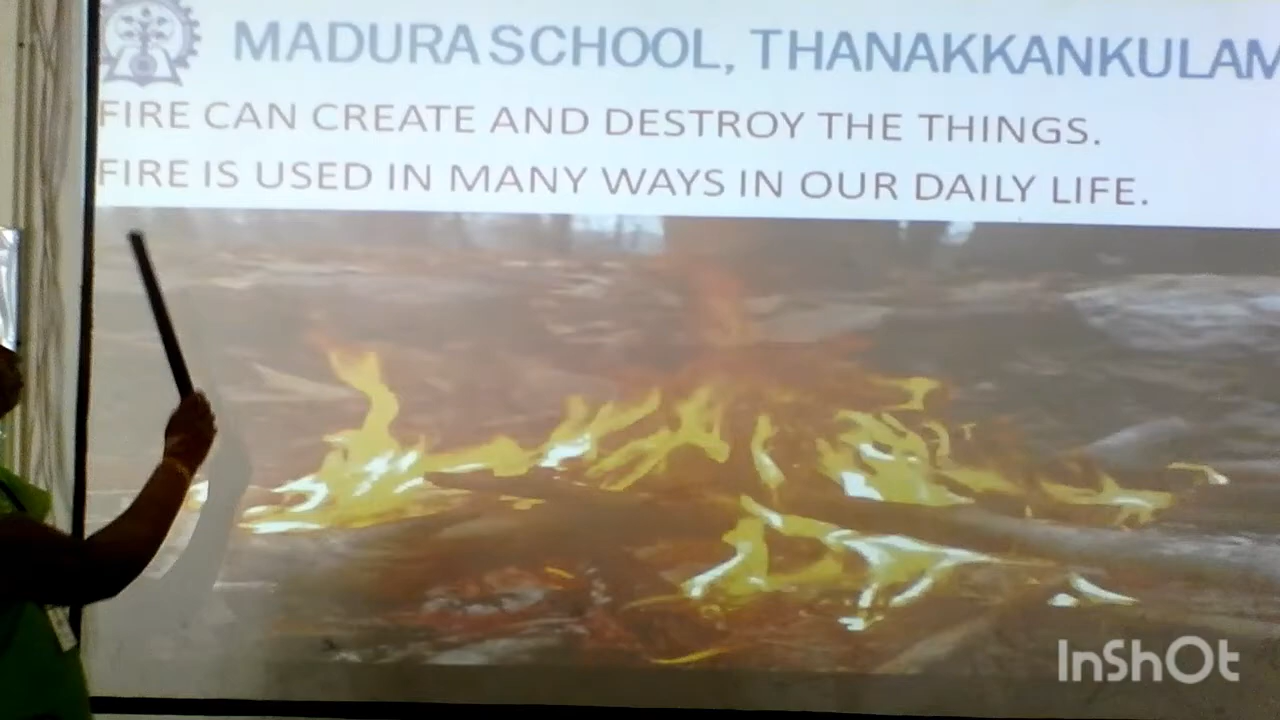 MADURA SCHOOL, THANAKKANKULAM
FIRE CAN CREATE AND DESTROY THE THINGS.
FIRE IS USED IN MANY WAYS IN OUR DAILY LIFE.
InShOt